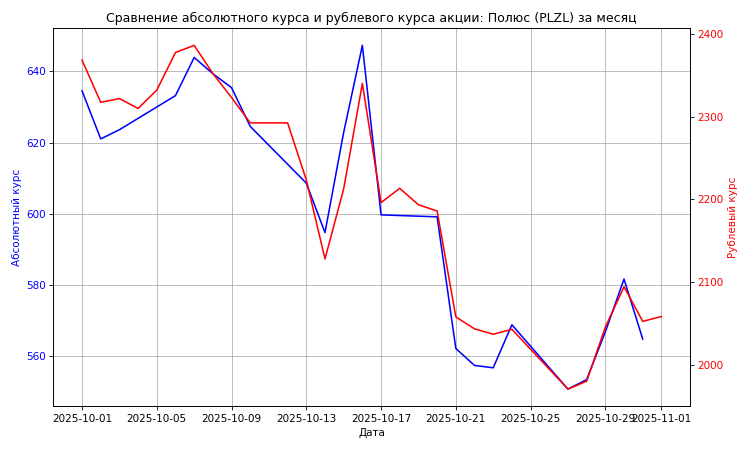 Сравнение абсолютного курса и рублевого курса акции: Полюс (PLZL) за месяц
Абсолютный курс
640
620
600
580
560
2400
2300
2200
2100
2000
Рублевый курс
2025-10-01 2025-10-05 2025-10-09 2025-10-13 2025-10-17 2025-10-21 2025-10-25 2025-10-29 2025-11-01
Дата